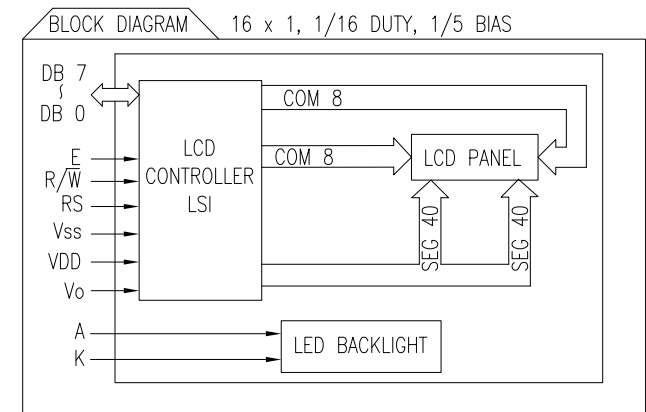 BLOCK DIAGRAM 16 x 1, 1/16 DUTY, 1/5 BIAS
DB 7
~
DB 0
E
R/W̅
RS
Vss
VDD
Vo
A
K
LCD
CONTROLLER
LSI
COM 8
COM 8
LCD PANEL
SEG 40
SEG 40
LED BACKLIGHT